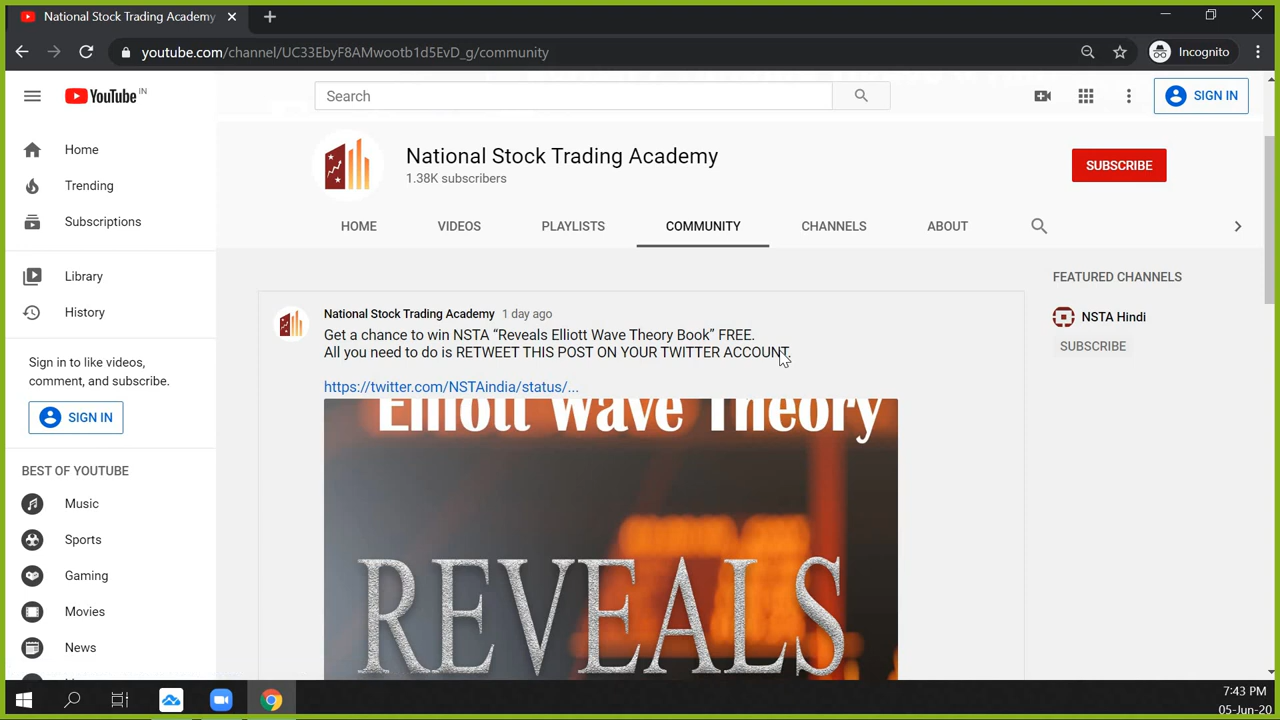 National Stock Trading Academy
youtube.com/channel/UC33EbyF8AMwootb1d5EvD_g/community
Incognito
YouTube IN
Search
SIGN IN
Home
Trending
Subscriptions
Library
History
Sign in to like videos,
comment, and subscribe.
SIGN IN
BEST OF YOUTUBE
Music
Sports
Gaming
Movies
News
National Stock Trading Academy
1.38K subscribers
SUBSCRIBE
HOME VIDEOS PLAYLISTS COMMUNITY CHANNELS ABOUT
National Stock Trading Academy 1 day ago
Get a chance to win NSTA “Reveals Elliott Wave Theory Book” FREE.
All you need to do is RETWEET THIS POST ON YOUR TWITTER ACCOUNT.
https://twitter.com/NSTAindia/status/...
Elliott Wave Theory
REVEALS
FEATURED CHANNELS
NSTA Hindi
SUBSCRIBE
7:43 PM
05-Jun-20